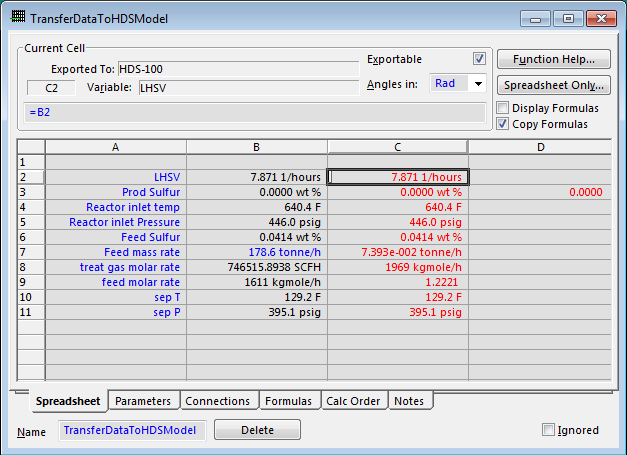 TransferDataToHDSModel
Current Cell
Exported To: HDS-100
Exportable
Function Help...
C2 Variable: LHSV
Angles in: Rad
Spreadsheet Only...
=B2
Display Formulas
Copy Formulas
A B C D
1
2 LHSV 7.871 1/hours 7.871 1/hours
3 Prod Sulfur 0.0000 wt % 0.0000 wt % 0.0000
4 Reactor inlet temp 640.4 F 640.4 F
5 Reactor inlet Pressure 446.0 psig 446.0 psig
6 Feed Sulfur 0.0414 wt % 0.0414 wt %
7 Feed mass rate 178.6 tonne/h 7.393e-002 tonne/h
8 treat gas molar rate 746515.8938 SCFH 1969 kgmole/h
9 feed molar rate 1611 kgmole/h 1.2221
10 sep T 129.2 F 129.2 F
11 sep P 395.1 psig 395.1 psig
Spreadsheet Parameters Connections Formulas Calc Order Notes
Name TransferDataToHDSModel Delete Ignored